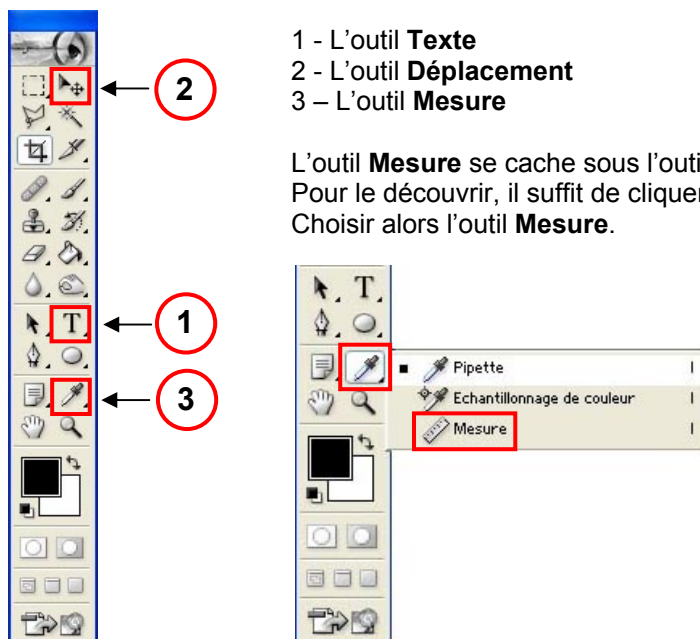 1 - L'outil Texte
2 - L'outil Déplacement
3 – L'outil Mesure
L'outil Mesure se cache sous l'outi
Pour le découvrir, il suffit de cliquer
Choisir alors l'outil Mesure.
2
1
3
T
T
Pipette I
Echantillonnage de couleur I
Mesure I